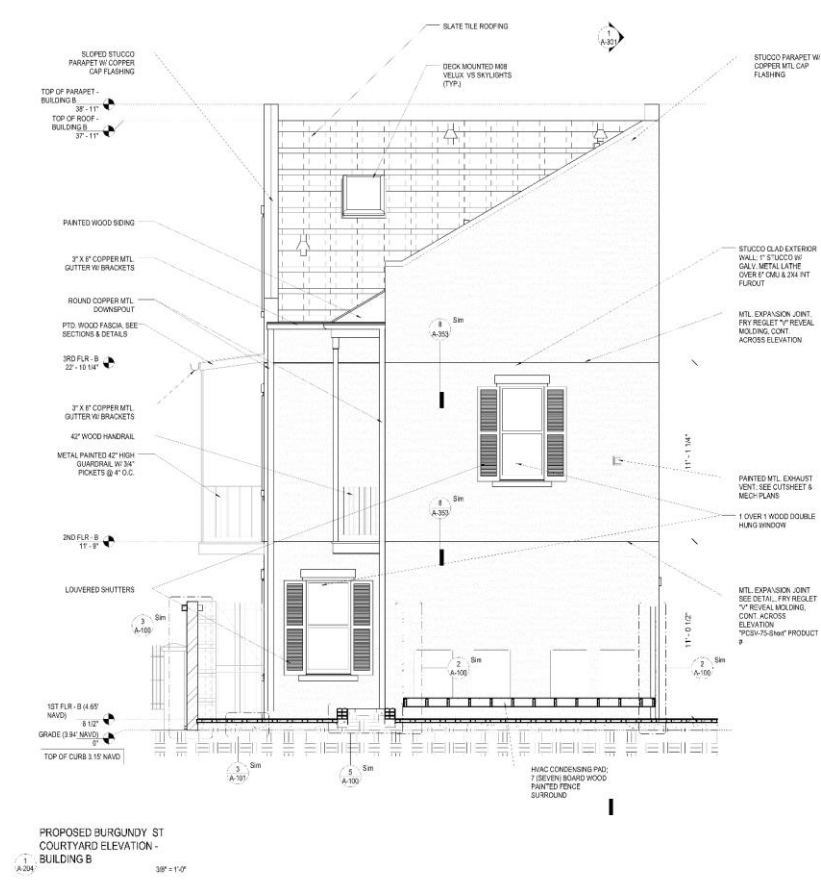 SLATE TILE ROOFING
1
A-301
SLOPED STUCCO
PARAPET W/ COPPER
CAP FLASHING
DECK MOUNTED M08
VELUX VS SKYLIGHTS
(TYP.)
STUCCO PARAPET W/
COPPER MTL CAP
FLASHING
TOP OF PARAPET -
BUILDING B
38' - 11"
TOP OF ROOF -
BUILDING B
37' - 11"
PAINTED WOOD SIDING
3" X 6" COPPER MTL
GUTTER W/ BRACKETS
STUCCO CLAD EXTERIOR
WALL; 1" STUCCO W/
GALV. METAL LATHE
OVER 6" CMU & 2X4 INT
FUROUT
ROUND COPPER MTL
DOWNSPOUT
PTD. WOOD FASCIA, SEE
SECTIONS & DETAILS
MTL. EXPANSION JOINT.
FRY REGLET "V" REVEAL
MOLDING, CONT.
ACROSS ELEVATION
8
A-353
Sim
3RD FLR - B
22' - 10 1/4"
3" X 6" COPPER MTL.
GUTTER W/ BRACKETS
42" WOOD HANDRAIL
METAL PAINTED 42" HIGH
GUARDRAIL W/ 3/4"
PICKETS @ 4" O.C.
11' - 1 1/4"
PAINTED MTL. EXHAUST
VENT. SEE CUTSHEET &
MECH PLANS
8
A-353
Sim
1 OVER 1 WOOD DOUBLE
HUNG WINDOW
2ND FLR - B
11' - 9"
LOUVERED SHUTTERS
MTL. EXPANSION JOINT
SEE DETAIL. FRY REGLET
"V" REVEAL MOLDING,
CONT. ACROSS
ELEVATION
"PCSV-75-Short" PRODUCT
#
11' - 0 1/2"
3
A-100
Sim
2
A-100
Sim
2
A-100
Sim
1ST FLR - B (4.65'
NAVD)
8 1/2"
GRADE (3.94' NAVD)
0"
TOP OF CURB 3.15' NAVD
3
A-101
Sim
5
A-100
Sim
HVAC CONDENSING PAD;
7 (SEVEN) BOARD WOOD
PAINTED FENCE
SURROUND
PROPOSED BURGUNDY ST
COURTYARD ELEVATION -
BUILDING B
1
A-204
3/8" = 1'-0"